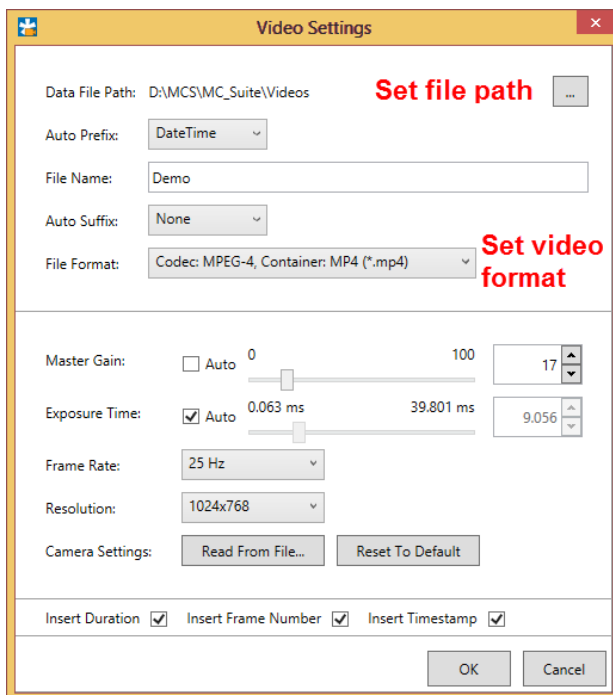 Video Settings
Data File Path: D:\MCS\MC_Suite\Videos Set file path ...
Auto Prefix: DateTime
File Name: Demo
Auto Suffix: None
File Format: Codec: MPEG-4, Container: MP4 (*.mp4) Set video
format
Master Gain: Auto 0 100 17
Exposure Time: Auto 0.063 ms 39.801 ms 9.056
Frame Rate: 25 Hz
Resolution: 1024x768
Camera Settings: Read From File... Reset To Default
Insert Duration Insert Frame Number Insert Timestamp
OK Cancel